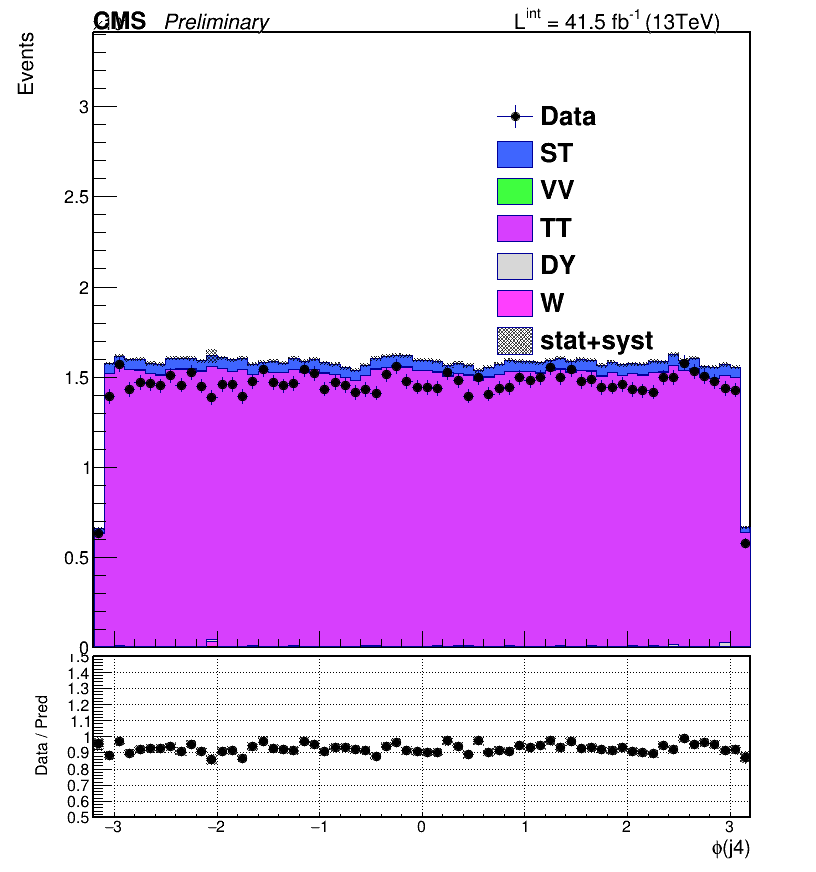 CMS Preliminary L^int = 41.5 fb^-1 (13TeV)
Events
3
2.5
2
1.5
1
0.5
0
Data
ST
VV
TT
DY
W
stat+syst
Data / Pred
1.5
1.4
1.3
1.2
1.1
1
0.9
0.8
0.7
0.6
0.5
−3 −2 −1 0 1 2 3
ϕ(j4)